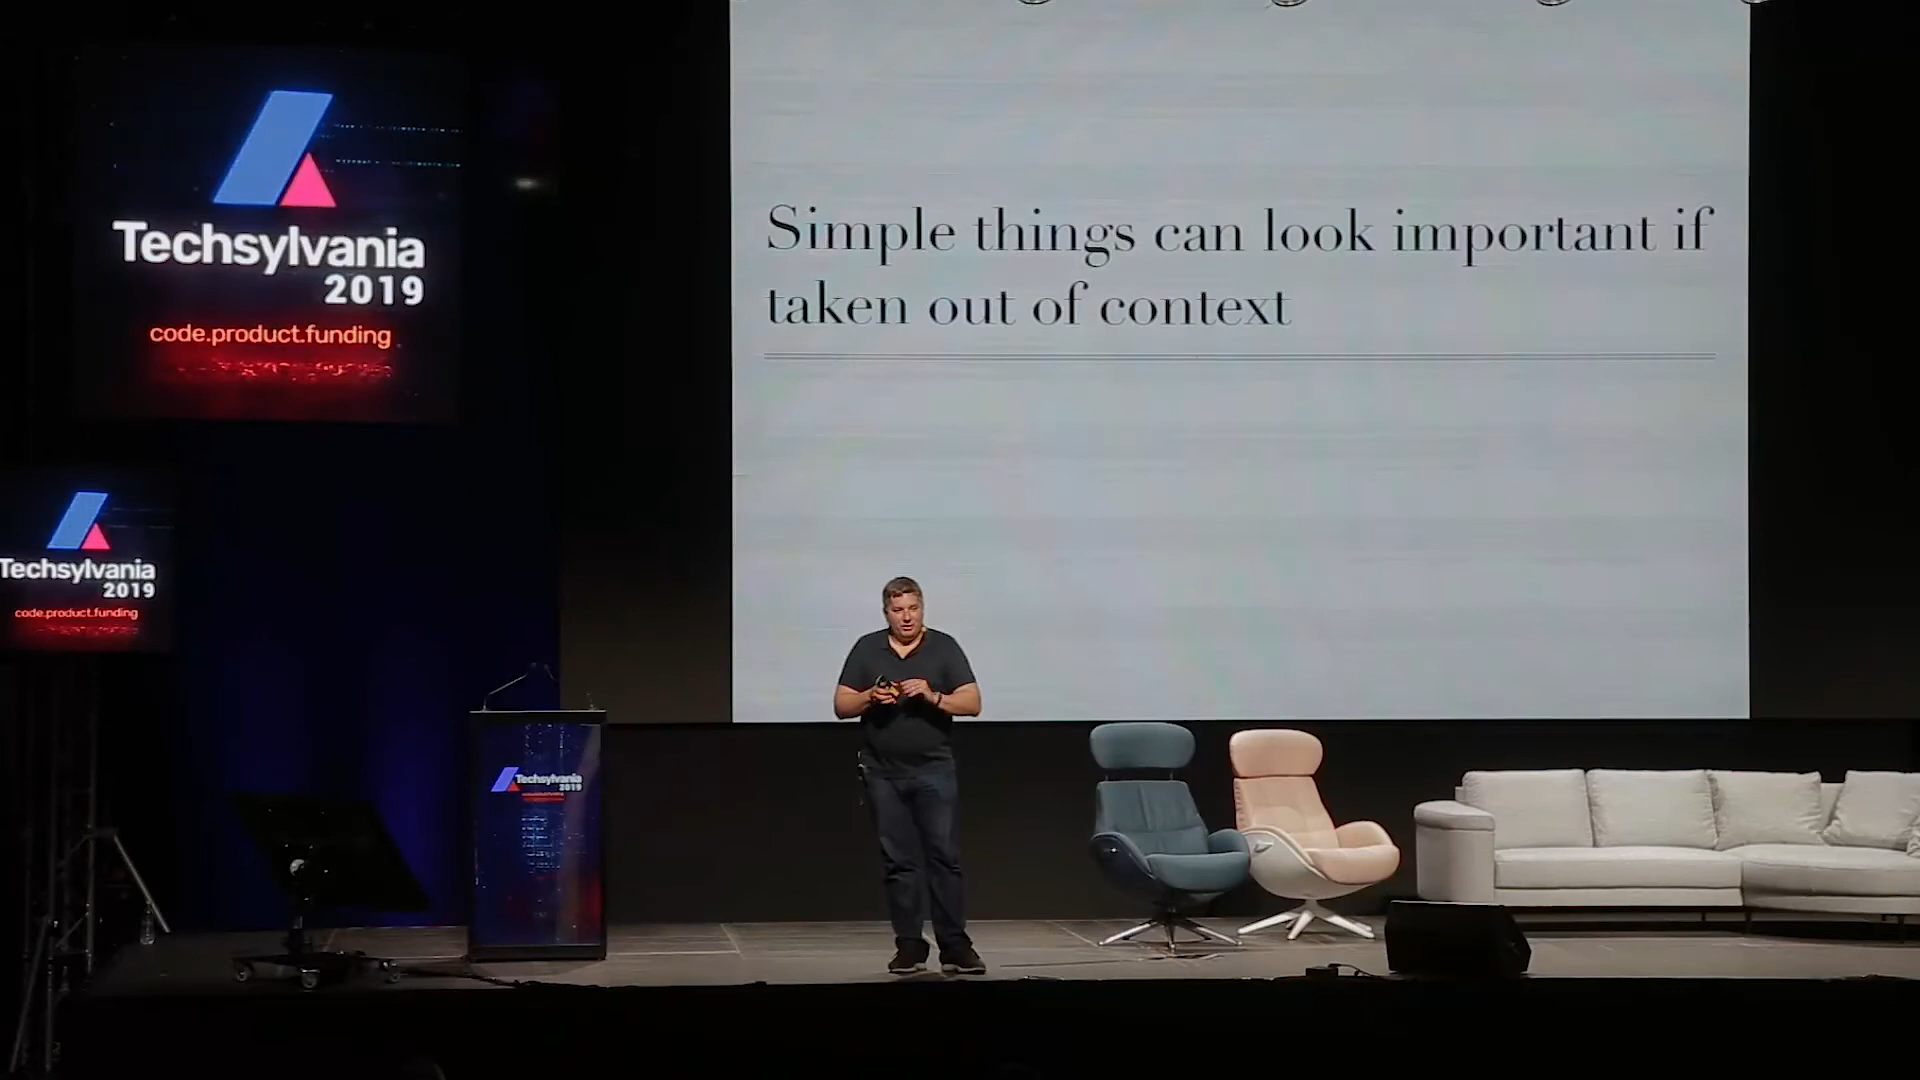 Techsylvania
2019
code.product.funding
Simple things can look important if
taken out of context
Techsylvania
2019
code.product.funding
Techsylvania
2019